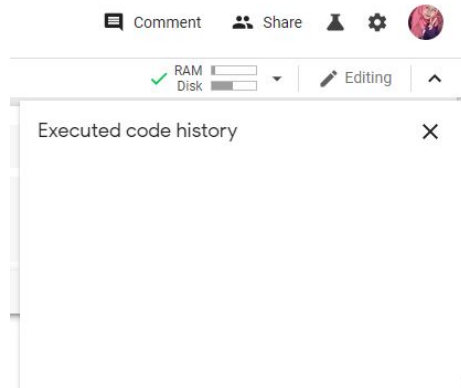 Comment Share
RAM
Disk
Editing
Executed code history